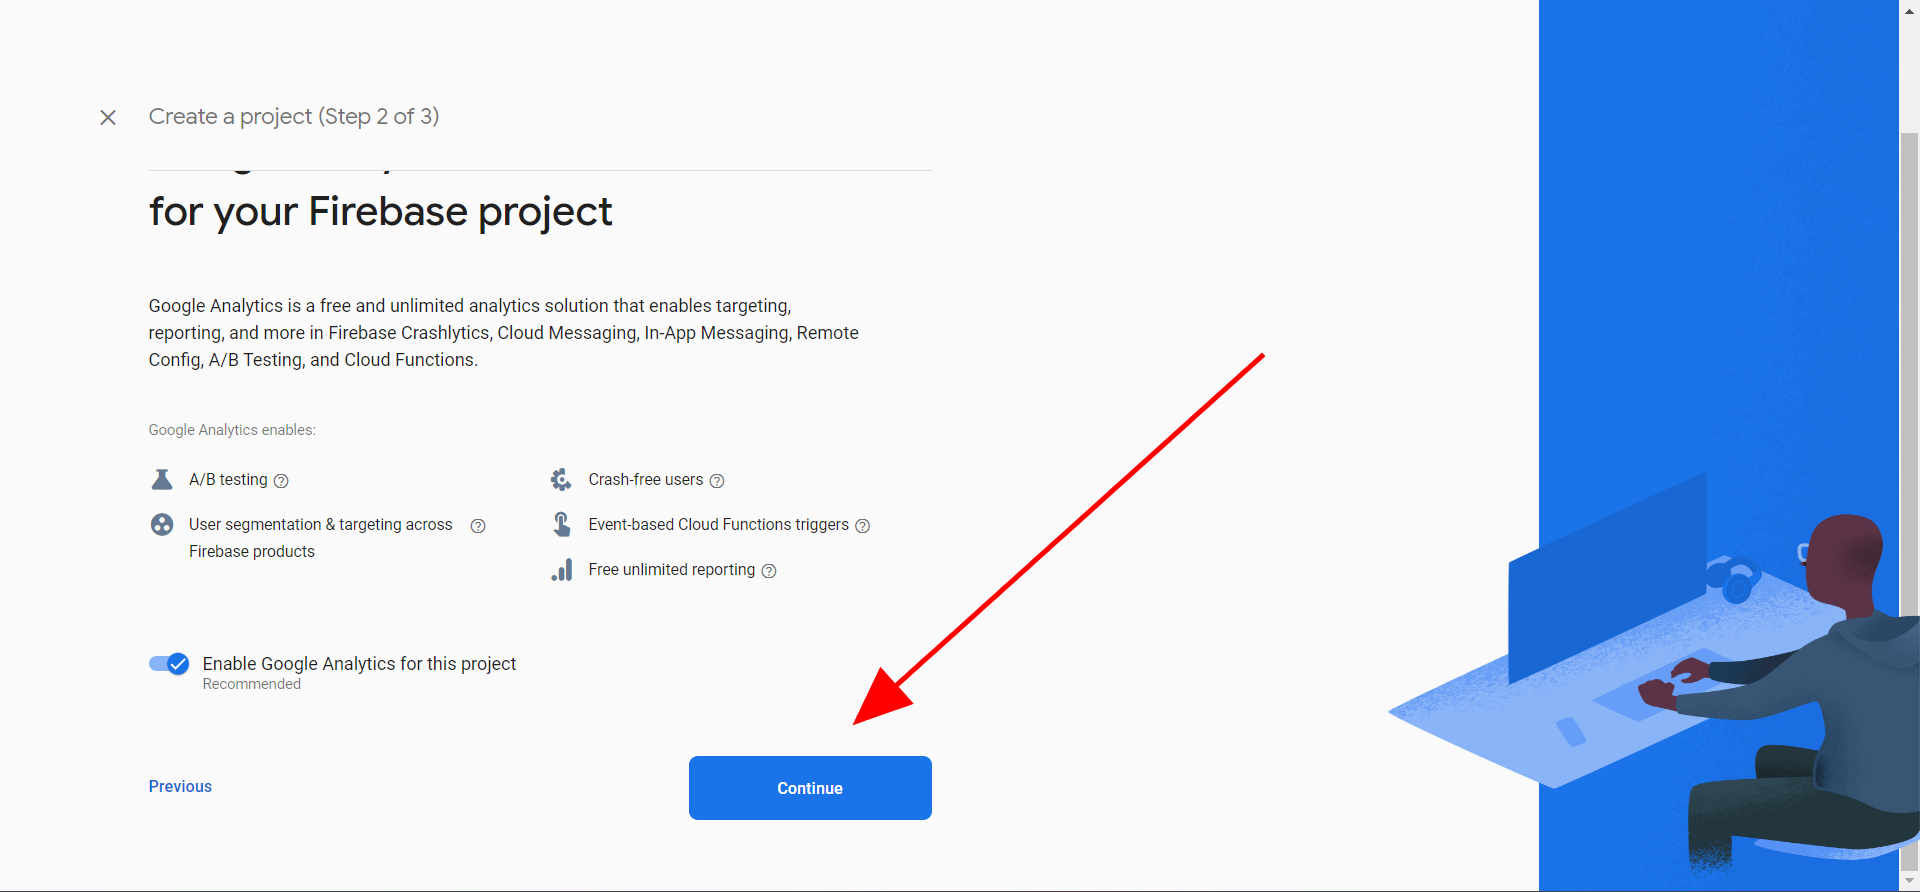 Create a project (Step 2 of 3)
for your Firebase project
Google Analytics is a free and unlimited analytics solution that enables targeting,
reporting, and more in Firebase Crashlytics, Cloud Messaging, In-App Messaging, Remote
Config, A/B Testing, and Cloud Functions.
Google Analytics enables:
A/B testing
User segmentation & targeting across
Firebase products
Crash-free users
Event-based Cloud Functions triggers
Free unlimited reporting
Enable Google Analytics for this project
Recommended
Previous
Continue